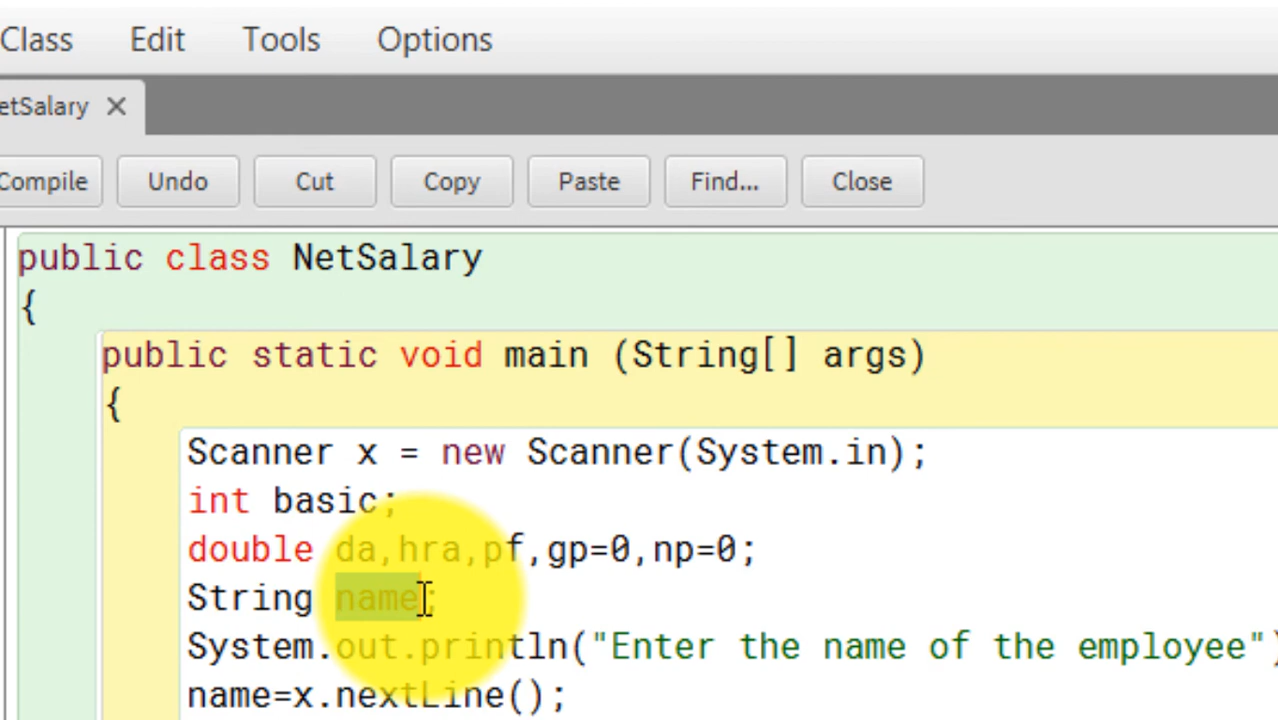 Class Edit Tools Options
etSalary ×
Compile Undo Cut Copy Paste Find... Close
public class NetSalary
{
public static void main (String[] args)
{
Scanner x = new Scanner(System.in);
int basic;
double da,hra,pf,gp=0,np=0;
String name;
System.out.println("Enter the name of the employee")
name=x.nextLine();